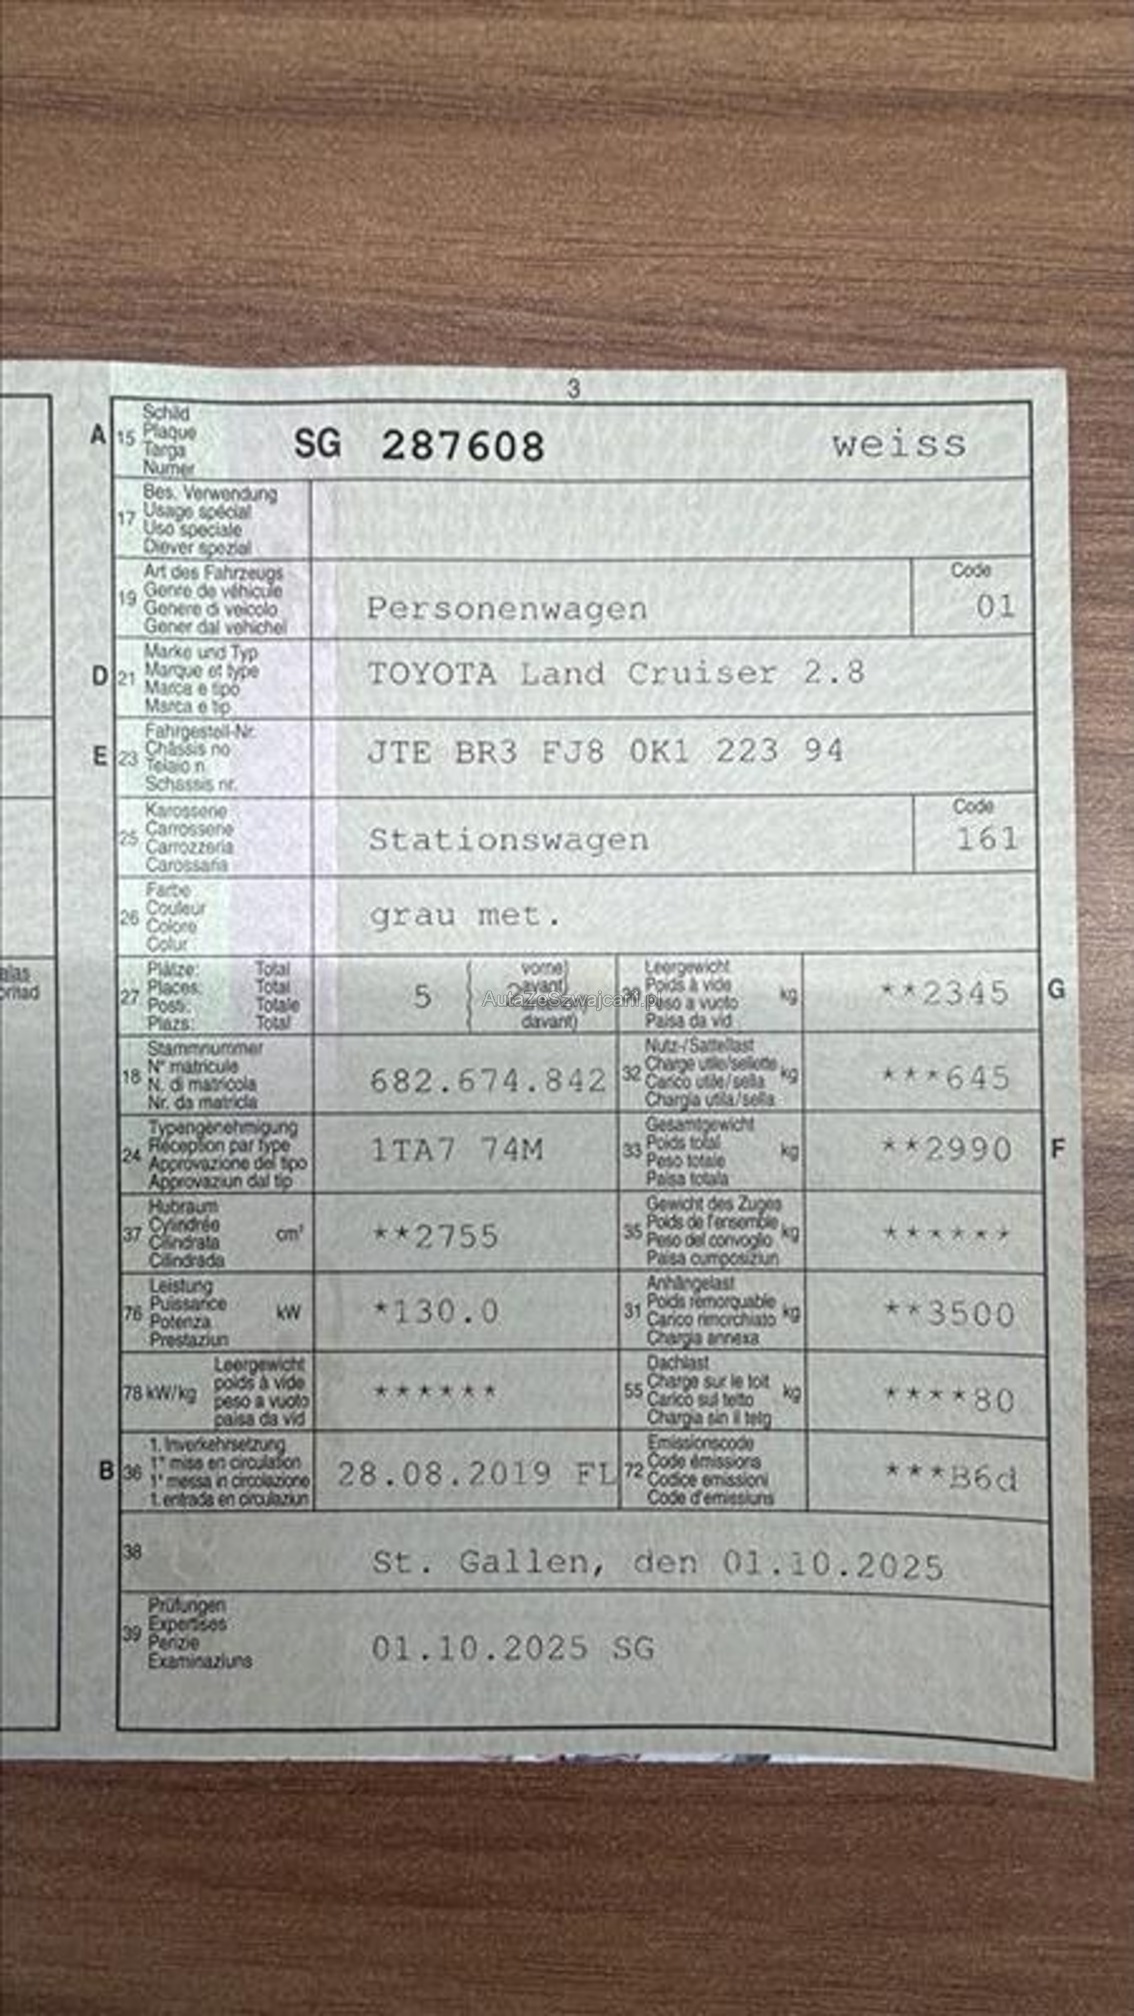 3
A 15 Schild Plaque Targa Numer SG 287608 weiss
17 Bes. Verwendung Usage spécial Uso speciale Diever spezial
19 Art des Fahrzeugs Genre de véhicule Genere di veicolo Gener dal vehichel Personenwagen Code 01
D 21 Marke und Typ Marque et type Marca e tipo Marca e tip TOYOTA Land Cruiser 2.8
E 23 Fahrgestell-Nr. Châssis no Telaio n. Schassis nr. JTE BR3 FJ8 0K1 223 94
25 Karosserie Carrosserie Carrozzeria Carossaria Stationswagen Code 161
26 Farbe Couleur Colore Colur grau met.
27 Plätze: Total Places: Total Posti: Totale Plazs: Total 5 vorne) avant) davant)
Leergewicht Poids à vide Peso a vuoto Paisa da vid kg **2345 G
AutaZeSzwajcarii.pl
18 Stammnummer N° matricule N. di matricola Nr. da matricla 682.674.842
32 Nutz-/Sattellast Charge utile/sellette Carico utile/sella Chargia utila/sella kg ***645
24 Typengenehmigung Réception par type Approvazione del tipo Approvaziun dal tip 1TA7 74M
33 Gesamtgewicht Poids total Peso totale Paisa totala kg **2990 F
37 Hubraum Cylindrée Cilindrata Cilindrada cm³ **2755
35 Gewicht des Zuges Poids de l'ensemble Peso del convoglio Paisa cumposiziun kg ******
76 Leistung Puissance Potenza Prestaziun kW *130.0
31 Anhängelast Poids remorquable Carico rimorchiato Chargia annexa kg **3500
78 kW/kg Leergewicht poids à vide peso a vuoto paisa da vid ******
55 Dachlast Charge sur le toit Carico sul tetto Chargia sin il tetg kg ****80
B 36 1. Inverkehrsetzung 1re mise en circulation 1a messa in circolazione 1. entrada en circulaziun 28.08.2019 FL
72 Emissionscode Code émissions Codice emissioni Code d'emissiuns ***B6d
38 St. Gallen, den 01.10.2025
39 Prüfungen Expertises Perizie Examinaziuns 01.10.2025 SG